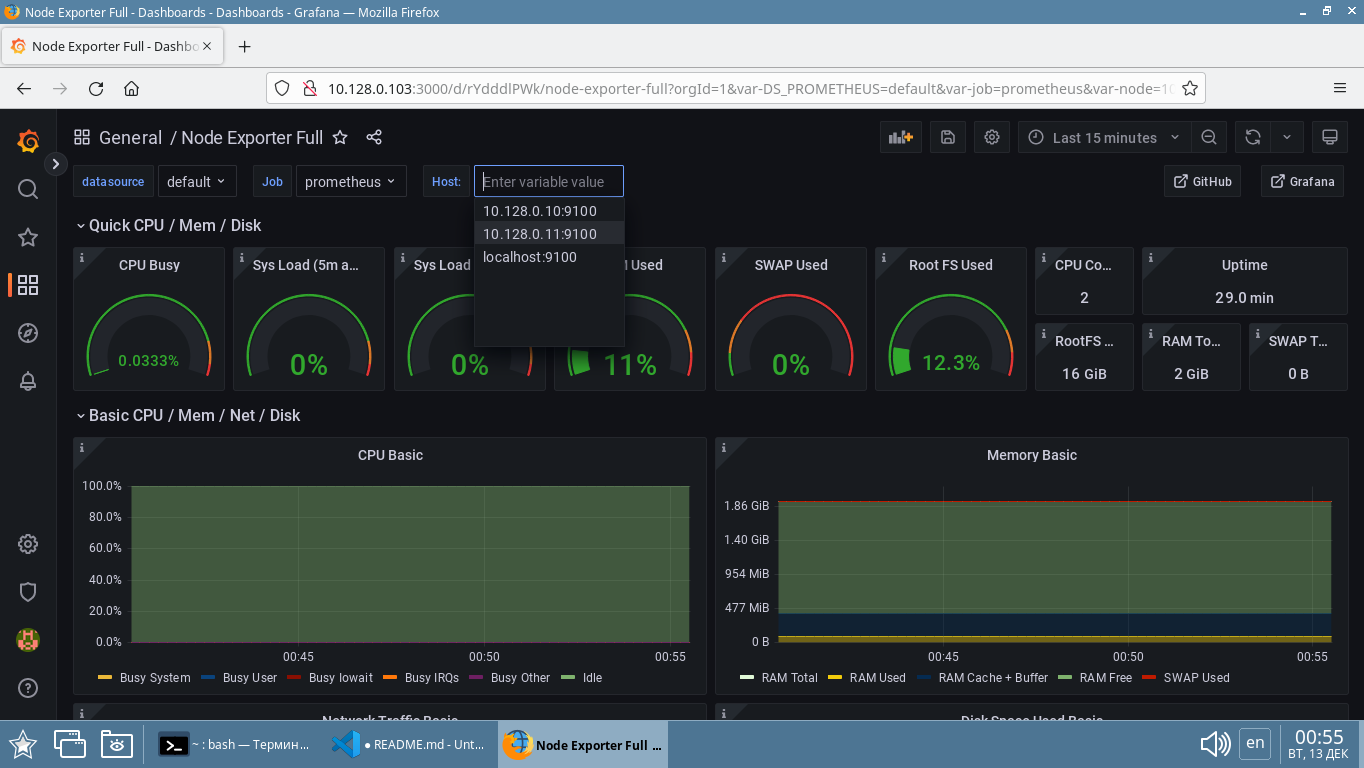 Node Exporter Full - Dashboards - Dashboards - Grafana — Mozilla Firefox
Node Exporter Full - Dashbo
10.128.0.103:3000/d/rYdddlPWk/node-exporter-full?orgId=1&var-DS_PROMETHEUS=default&var-job=prometheus&var-node=10
General / Node Exporter Full
Last 15 minutes
datasource default Job prometheus Host: Enter variable value GitHub Grafana
10.128.0.10:9100
10.128.0.11:9100
localhost:9100
Quick CPU / Mem / Disk
CPU Busy
0.0333%
Sys Load (5m a...
0%
Sys Load
0%
Used
11%
SWAP Used
0%
Root FS Used
12.3%
CPU Co...
2
Uptime
29.0 min
RootFS ...
16 GiB
RAM To...
2 GiB
SWAP T...
0 B
Basic CPU / Mem / Net / Disk
CPU Basic
100.0%
80.0%
60.0%
40.0%
20.0%
0.0%
00:45 00:50 00:55
Busy System Busy User Busy Iowait Busy IRQs Busy Other Idle
Memory Basic
1.86 GiB
1.40 GiB
954 MiB
477 MiB
0 B
00:45 00:50 00:55
RAM Total RAM Used RAM Cache + Buffer RAM Free SWAP Used
Network Traffic Basic
Disk Space Used Basic
~ : bash — Термин...
● README.md - Unt...
Node Exporter Full ...
en
00:55
ВТ, 13 ДЕК